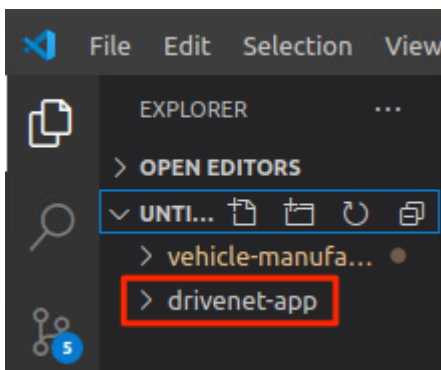 File Edit Selection View
EXPLORER ...
OPEN EDITORS
UNTI...
vehicle-manufa...
drivenet-app
5